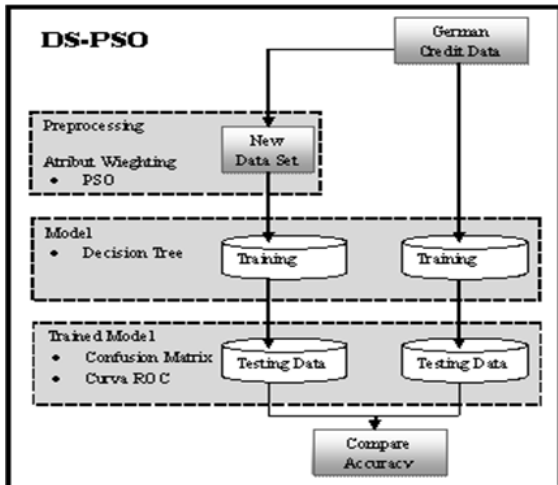 DS-PSO
German
Credit Data
Preprocessing
Atribut Wieghting
• PSO
New
Data Set
Model
• Decision Tree
Training
Training
Trained Model
• Confusion Matrix
• Curva ROC
Testing Data
Testing Data
Compare
Accuracy